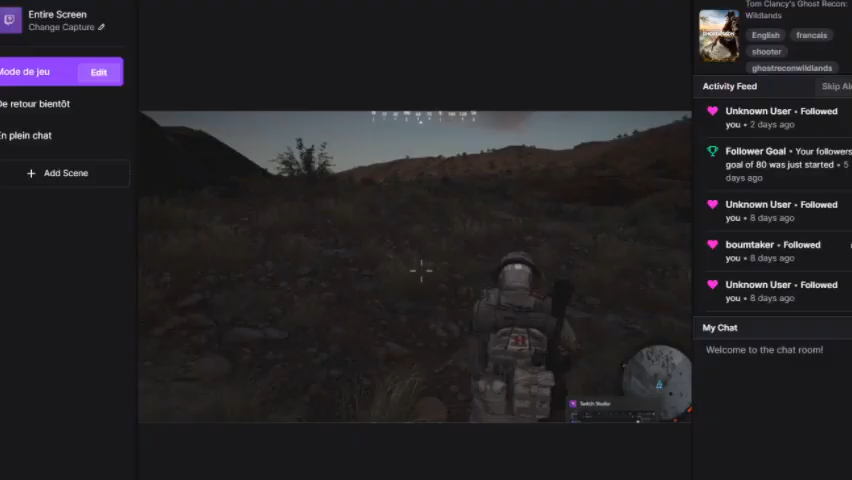 Entire Screen
Change Capture
Mode de jeu
Edit
De retour bientôt
En plein chat
+ Add Scene
Twitch Studio
Tom Clancy's Ghost Recon:
Wildlands
English
francais
shooter
ghostreconwildlands
Activity Feed
Skip Al
Unknown User • Followed
you • 2 days ago
Follower Goal • Your followers
goal of 80 was just started • 5
days ago
Unknown User • Followed
you • 8 days ago
boumtaker • Followed
you • 8 days ago
Unknown User • Followed
you • 8 days ago
My Chat
Welcome to the chat room!